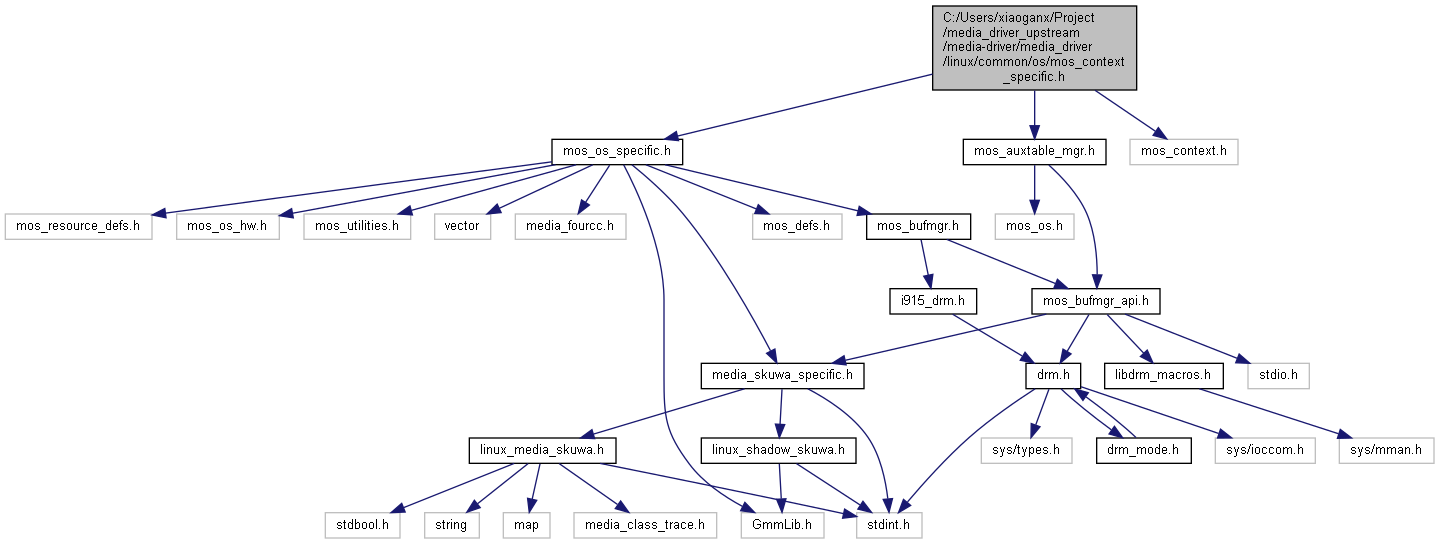 C:/Users/xiaoganx/Project
/media_driver_upstream
/media-driver/media_driver
/linux/common/os/mos_context
_specific.h
mos_os_specific.h
mos_auxtable_mgr.h
mos_context.h
mos_resource_defs.h
mos_os_hw.h
mos_utilities.h
vector
media_fourcc.h
mos_defs.h
mos_bufmgr.h
mos_os.h
i915_drm.h
mos_bufmgr_api.h
media_skuwa_specific.h
drm.h
libdrm_macros.h
stdio.h
linux_media_skuwa.h
linux_shadow_skuwa.h
sys/types.h
drm_mode.h
sys/ioccom.h
sys/mman.h
stdbool.h
string
map
media_class_trace.h
GmmLib.h
stdint.h